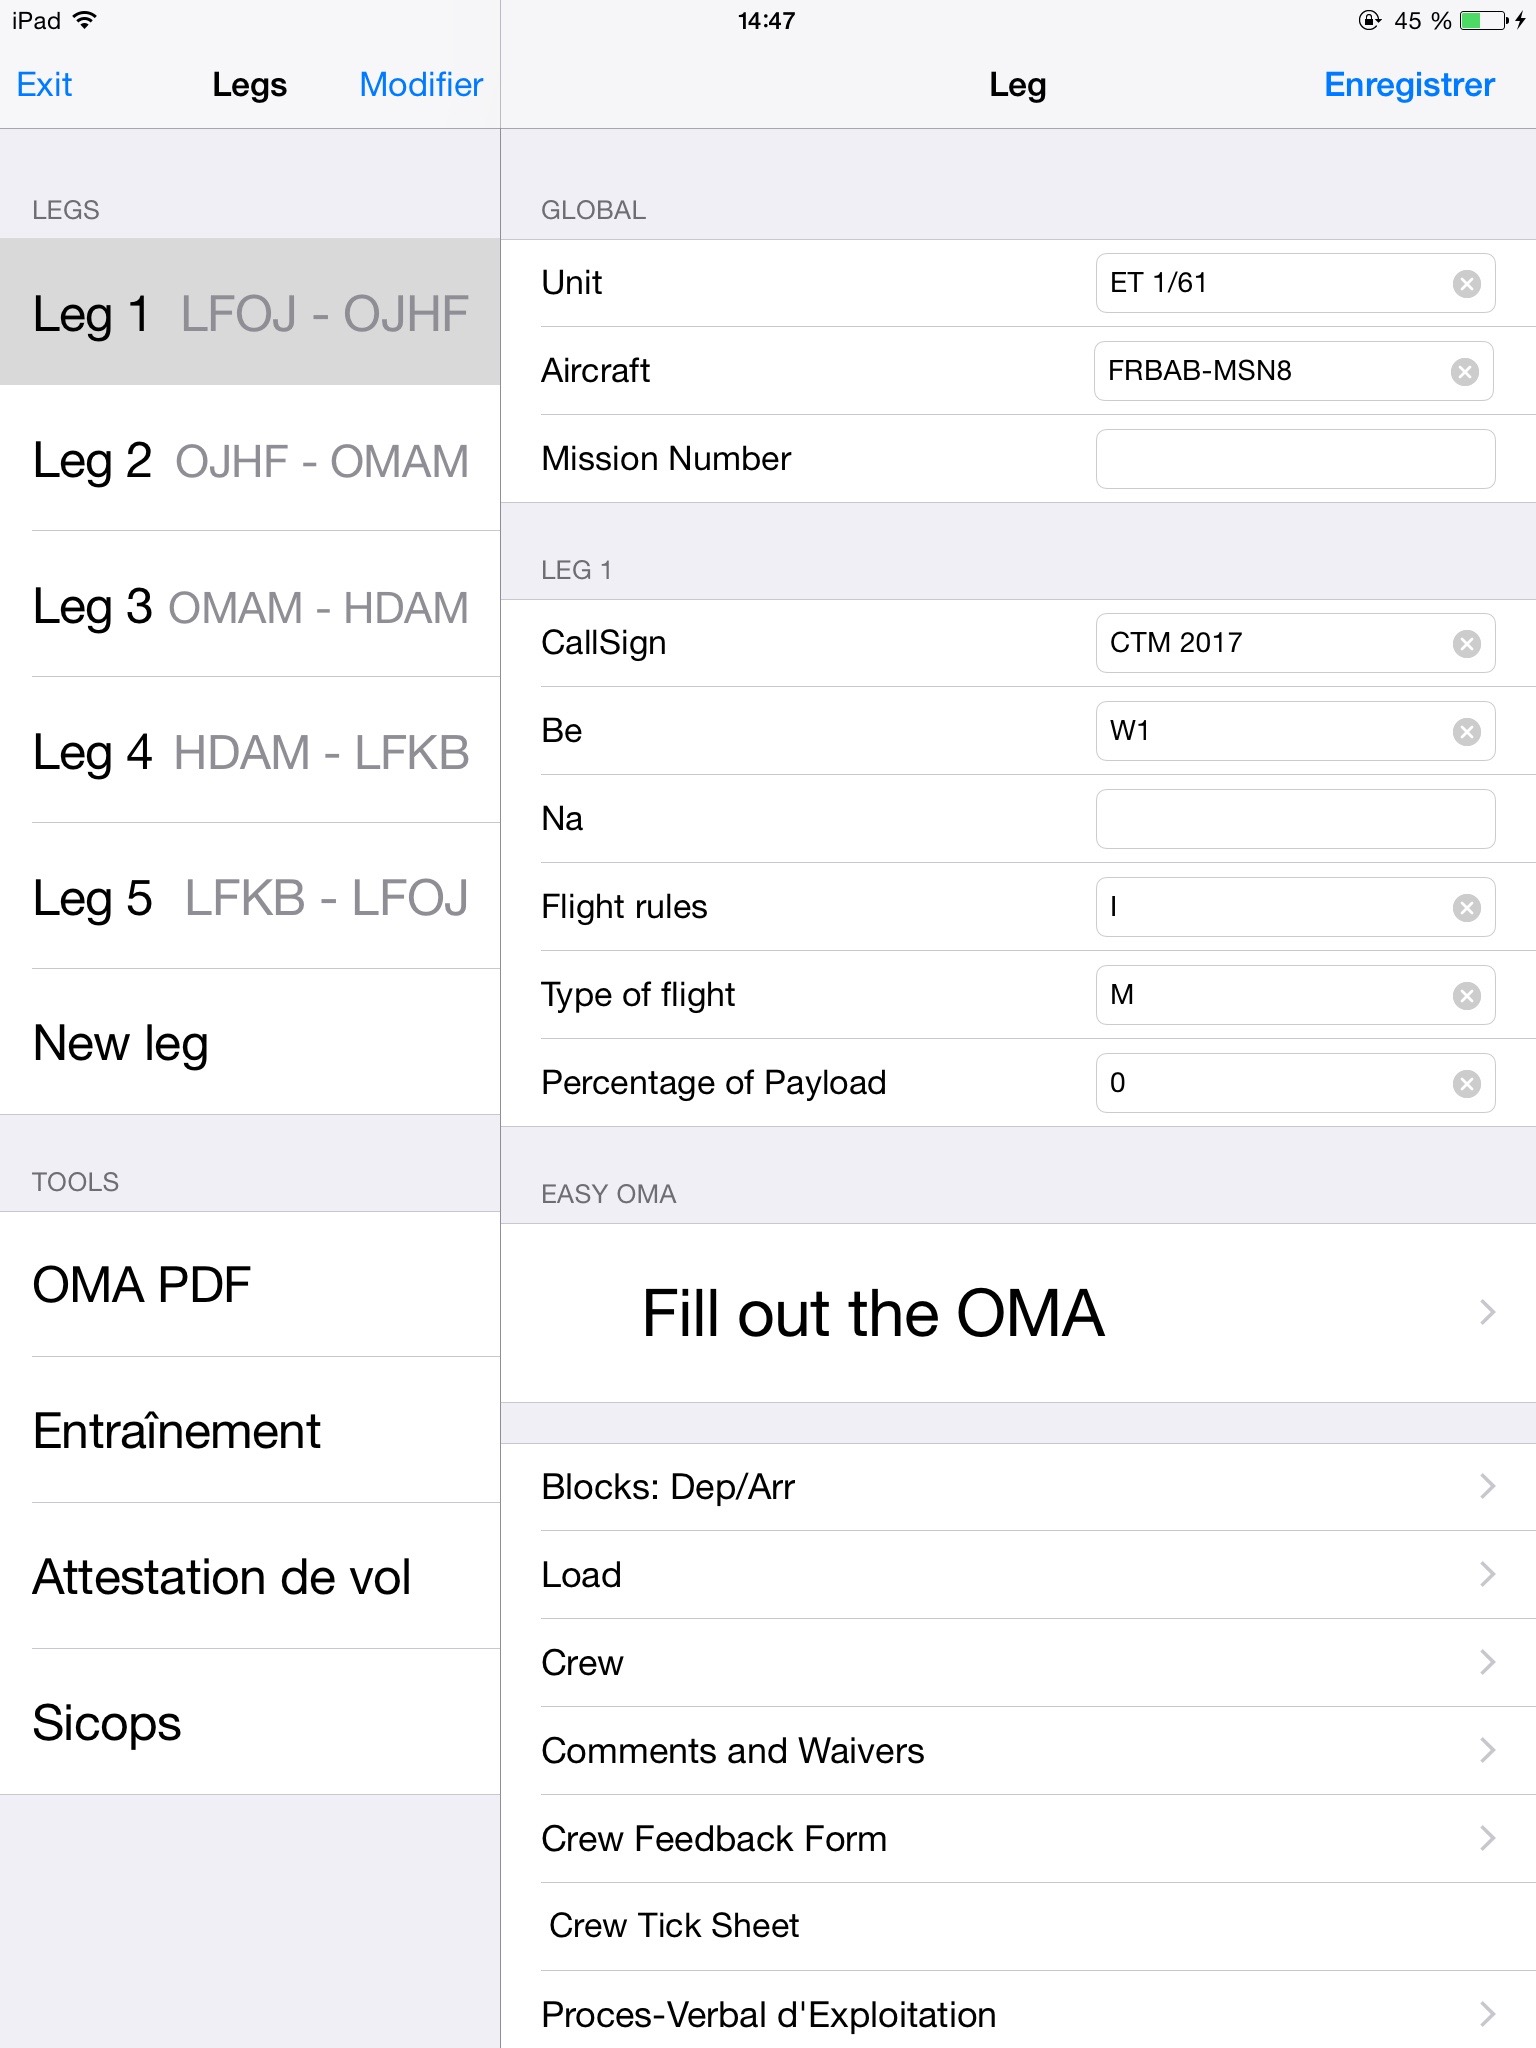 iPad 14:47 45 %
Exit Legs Modifier
LEGS
Leg 1 LFOJ - OJHF
Leg 2 OJHF - OMAM
Leg 3 OMAM - HDAM
Leg 4 HDAM - LFKB
Leg 5 LFKB - LFOJ
New leg
TOOLS
OMA PDF
Entraînement
Attestation de vol
Sicops
Leg Enregistrer
GLOBAL
Unit ET 1/61
Aircraft FRBAB-MSN8
Mission Number
LEG 1
CallSign CTM 2017
Be W1
Na
Flight rules I
Type of flight M
Percentage of Payload 0
EASY OMA
Fill out the OMA
Blocks: Dep/Arr
Load
Crew
Comments and Waivers
Crew Feedback Form
Crew Tick Sheet
Proces-Verbal d'Exploitation